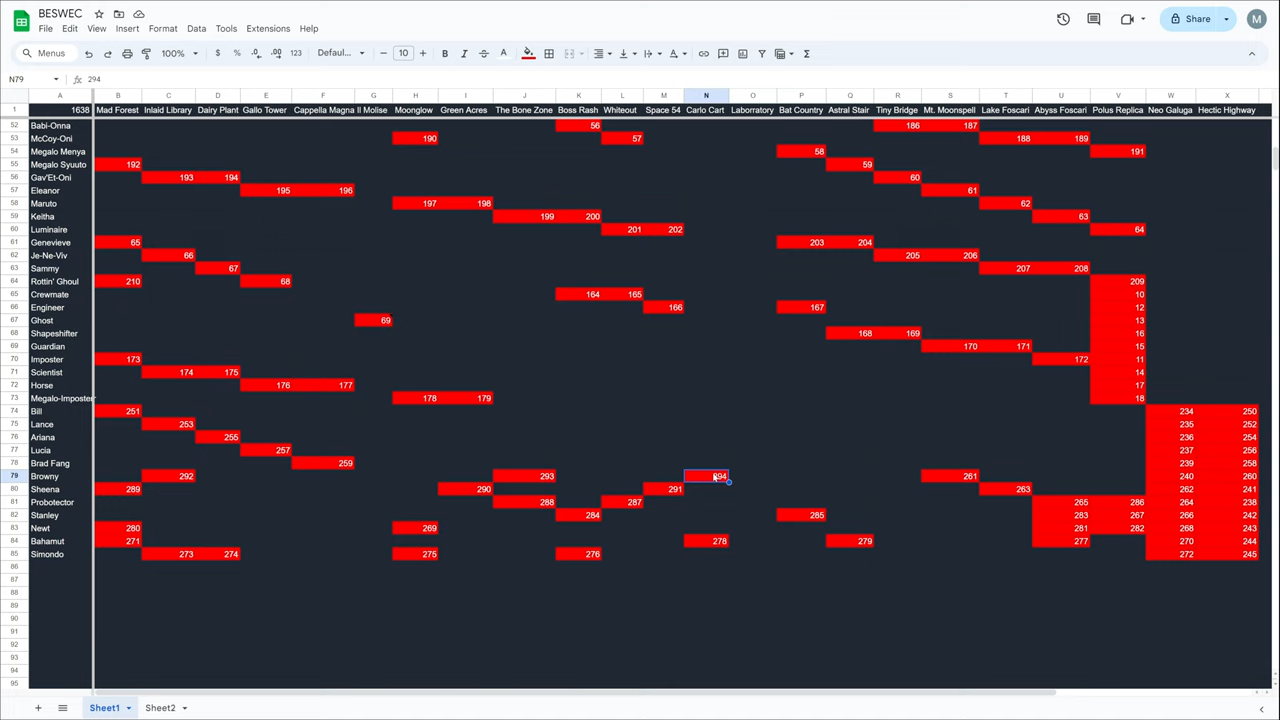 BESWEC
File Edit View Insert Format Data Tools Extensions Help
Share
M
Menus 100% $ % .0 .00 123 Defaul... 10 B I A
N79 294
A B C D E F G H I J K L M N O P Q R S T U V W X
1 1638 Mad Forest Inlaid Library Dairy Plant Gallo Tower Cappella Magna Il Molise Moonglow Green Acres The Bone Zone Boss Rash Whiteout Space 54 Carlo Cart Laborratory Bat Country Astral Stair Tiny Bridge Mt. Moonspell Lake Foscari Abyss Foscari Polus Replica Neo Galuga Hectic Highway
52 Babi-Onna 56 186 187
53 McCoy-Oni 190 57 188 189
54 Megalo Menya 58 191
55 Megalo Syuuto 192 59
56 Gav'Et-Oni 193 194 60
57 Eleanor 195 196 61
58 Maruto 197 198 62
59 Keitha 199 200 63
60 Luminaire 201 202 64
61 Genevieve 65 203 204
62 Je-Ne-Viv 66 205 206
63 Sammy 67 207 208
64 Rottin' Ghoul 210 68 209
65 Crewmate 164 165 10
66 Engineer 166 167 12
67 Ghost 69 13
68 Shapeshifter 168 169 16
69 Guardian 170 171 15
70 Imposter 173 172 11
71 Scientist 174 175 14
72 Horse 176 177 17
73 Megalo-Imposter 178 179 18
74 Bill 251 234 250
75 Lance 253 235 252
76 Ariana 255 236 254
77 Lucia 257 237 256
78 Brad Fang 259 239 258
79 Browny 292 293 294 261 240 260
80 Sheena 289 290 291 263 262 241
81 Probotector 288 287 265 286 264 238
82 Stanley 284 285 283 267 266 242
83 Newt 280 269 281 282 268 243
84 Bahamut 271 278 279 277 270 244
85 Simondo 273 274 275 276 272 245
86
87
88
89
90
91
92
93
94
95
Sheet1 Sheet2